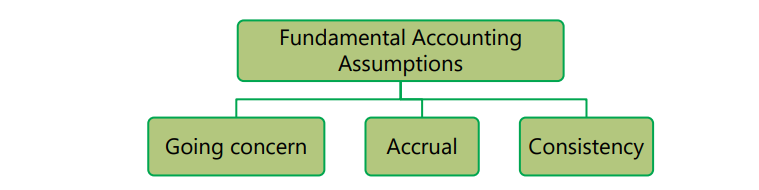 Fundamental Accounting
Assumptions
Going concern
Accrual
Consistency